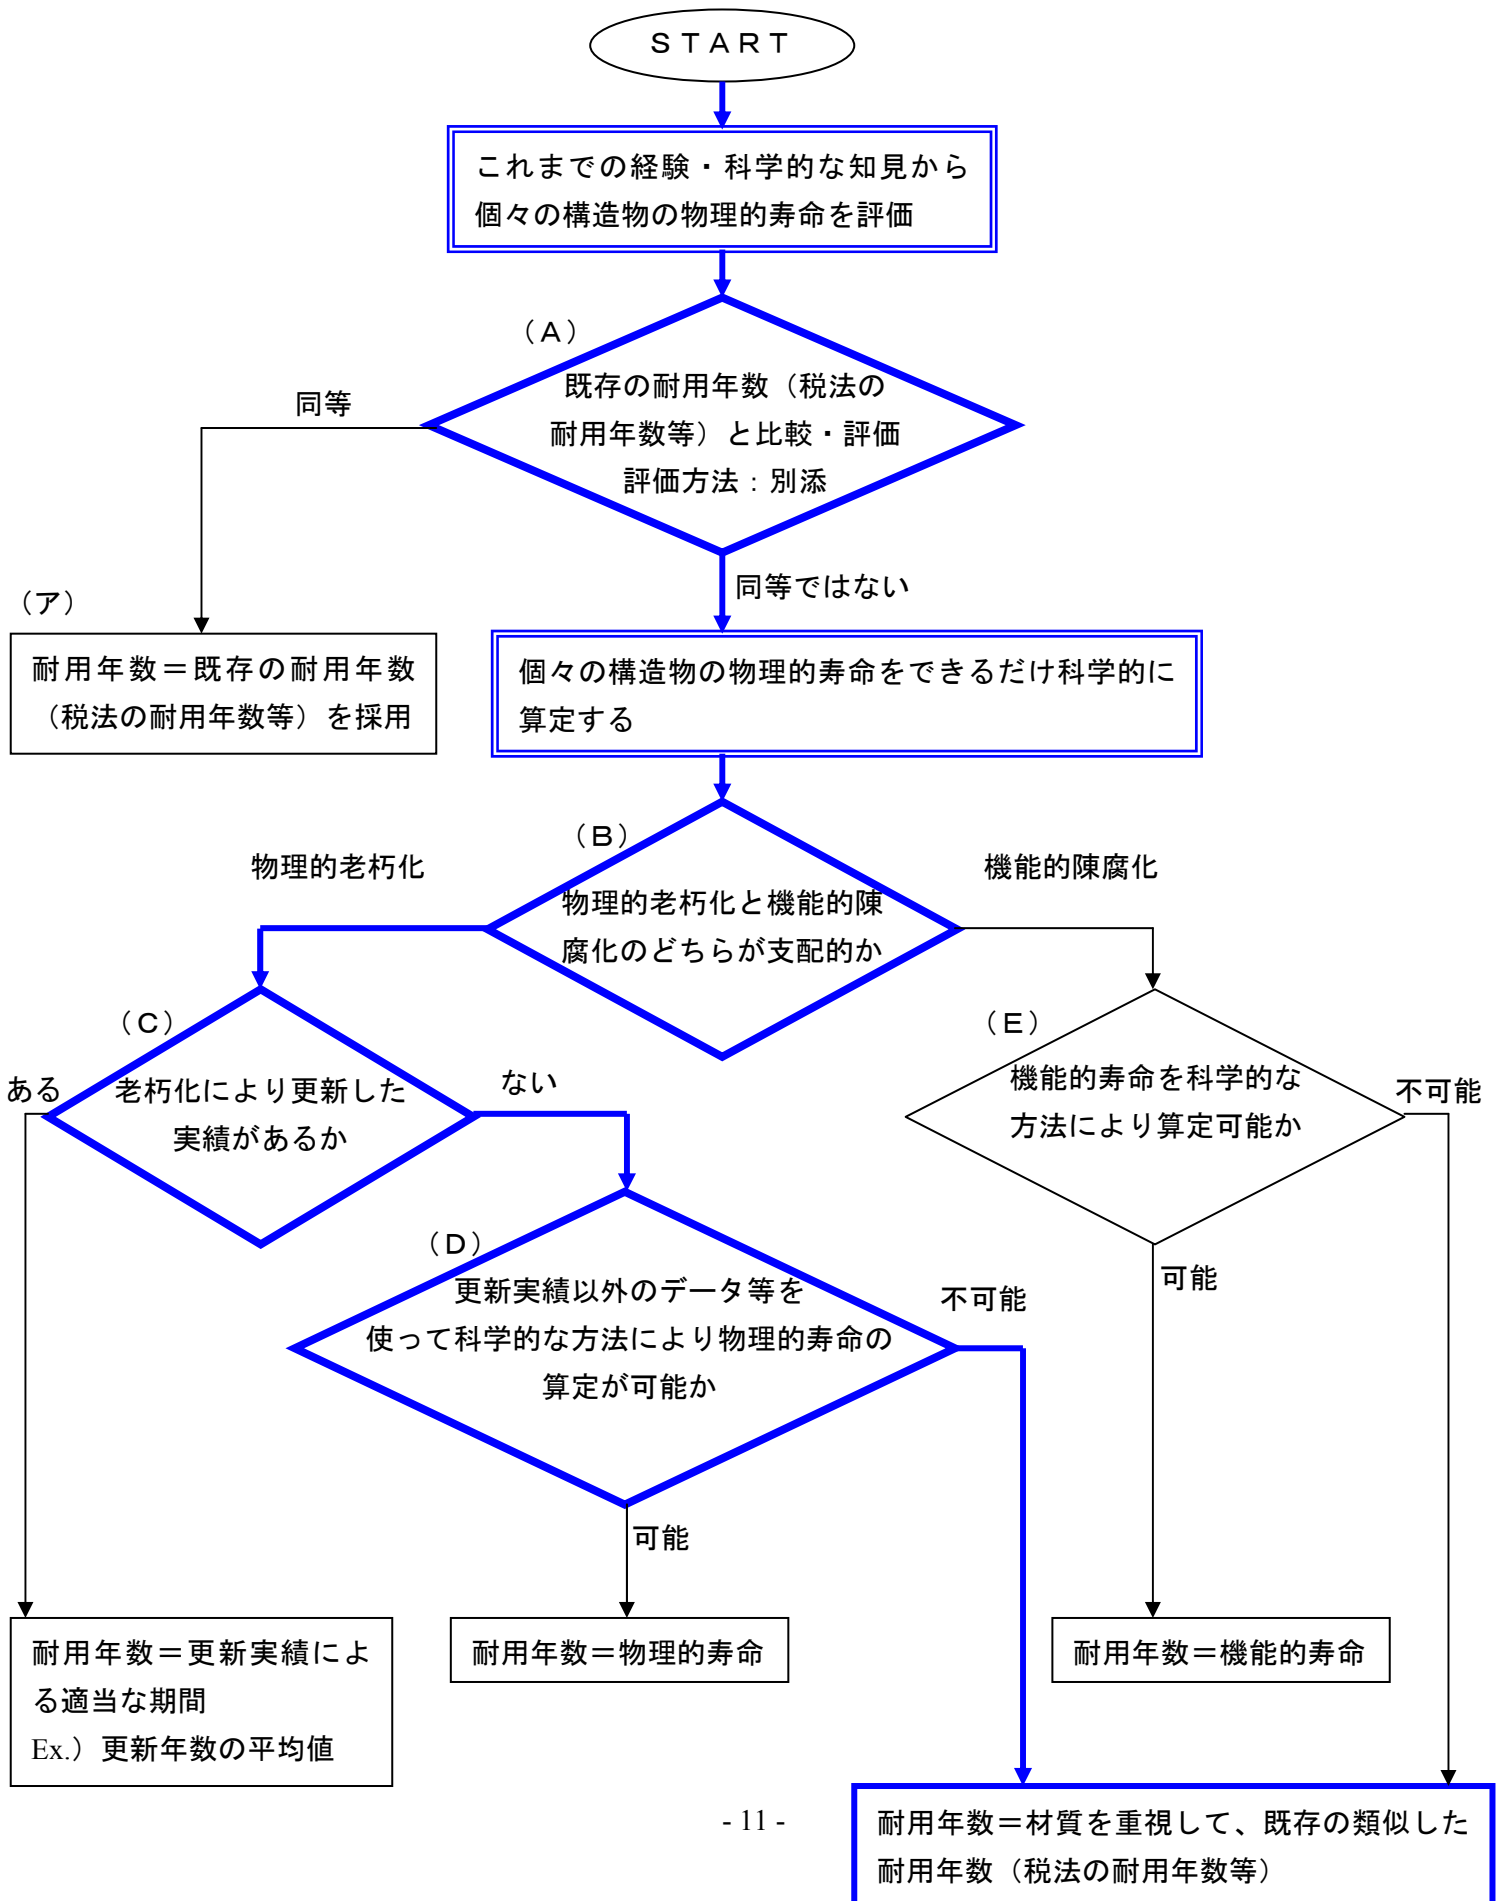 ＳＴＡＲＴ
これまでの経験・科学的な知見から
個々の構造物の物理的寿命を評価
（Ａ）
既存の耐用年数（税法の
耐用年数等）と比較・評価
評価方法：別添
同等
同等ではない
（ア）
耐用年数＝既存の耐用年数
（税法の耐用年数等）を採用
個々の構造物の物理的寿命をできるだけ科学的に
算定する
（Ｂ）
物理的老朽化
機能的陳腐化
物理的老朽化と機能的陳
腐化のどちらが支配的か
（Ｃ）
ある
老朽化により更新した
実績があるか
ない
（Ｅ）
機能的寿命を科学的な
方法により算定可能か
不可能
可能
（Ｄ）
更新実績以外のデータ等を
使って科学的な方法により物理的寿命の
算定が可能か
不可能
可能
耐用年数＝更新実績によ
る適当な期間
Ex.）更新年数の平均値
耐用年数＝物理的寿命
耐用年数＝機能的寿命
耐用年数＝材質を重視して、既存の類似した
耐用年数（税法の耐用年数等）
- 11 -